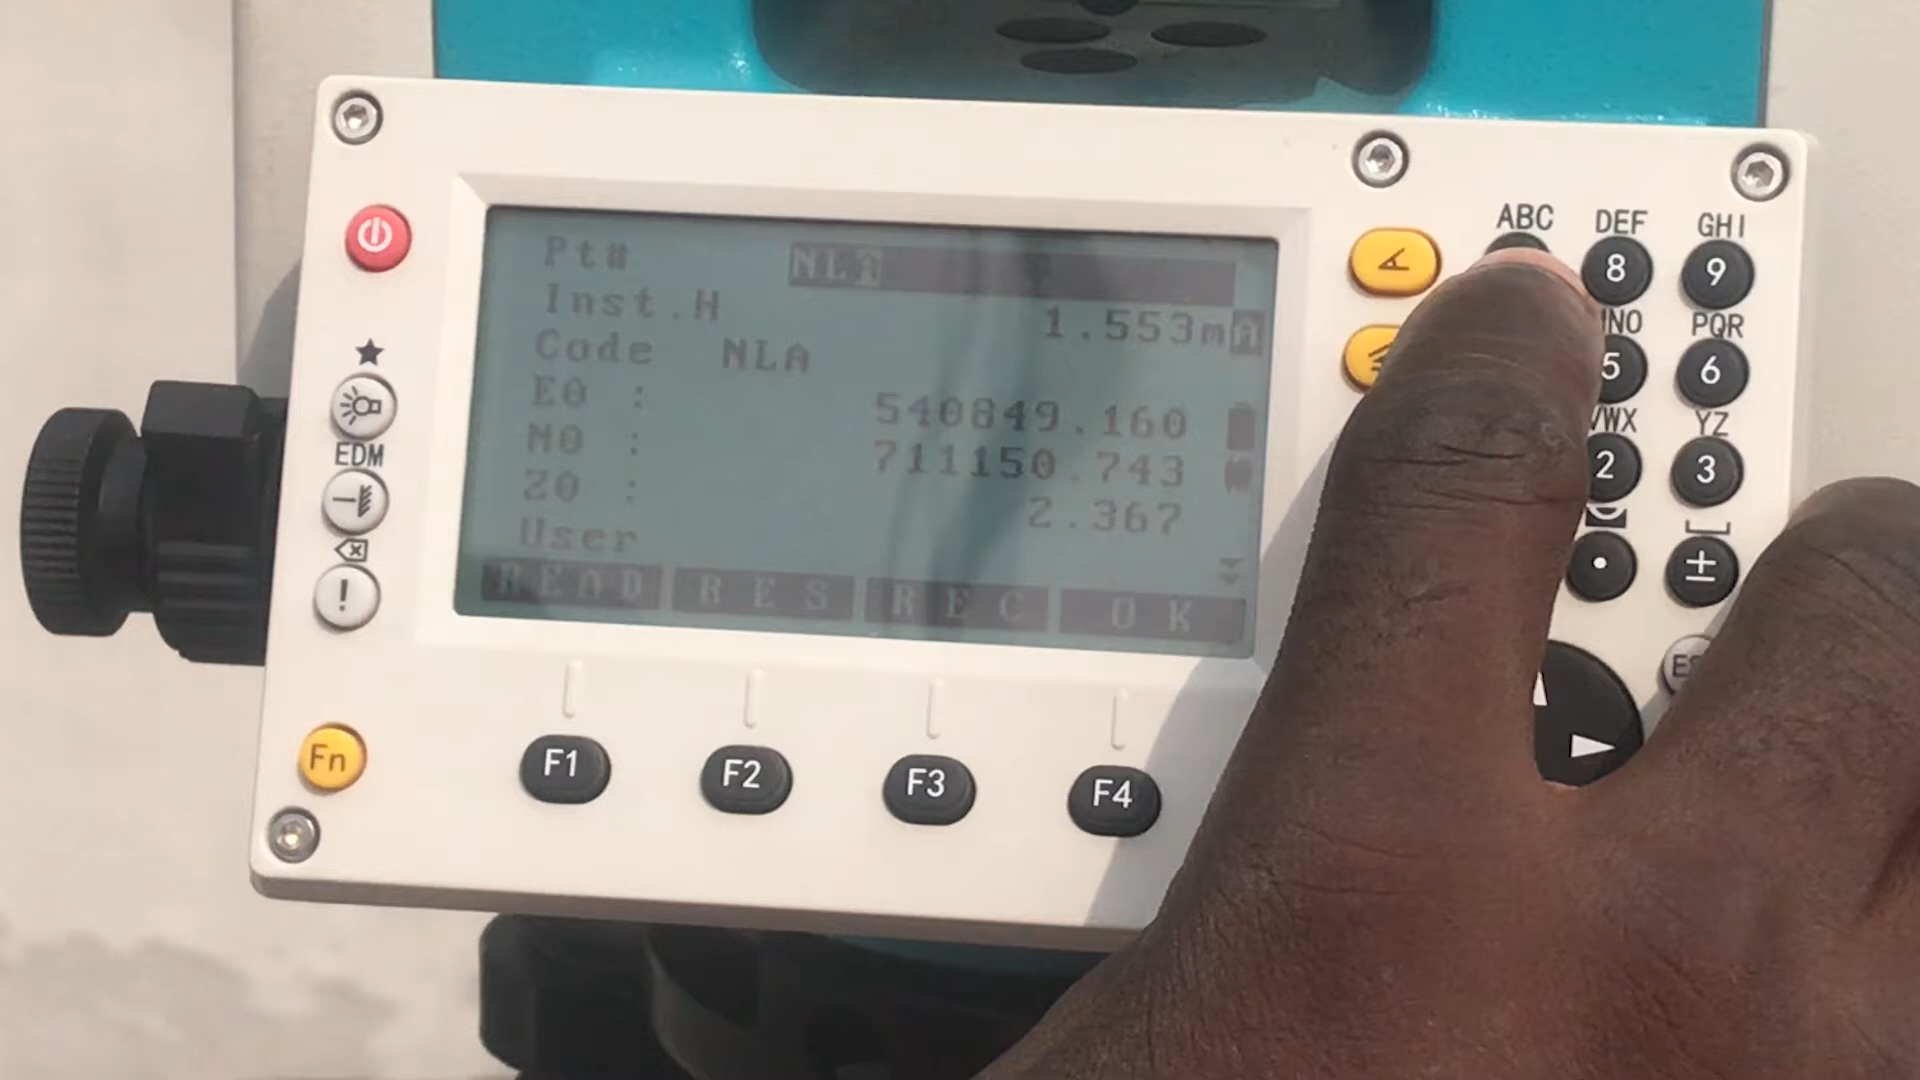 Pt# NLA
Inst.H 1.553m A
Code NLA
E0 : 540849.160
N0 : 711150.743
Z0 : 2.367
User
READ RES REC OK
ABC DEF GHI
8 9
PQR
5 6
YZ
2 3
EDM
!
Fn
F1 F2 F3 F4